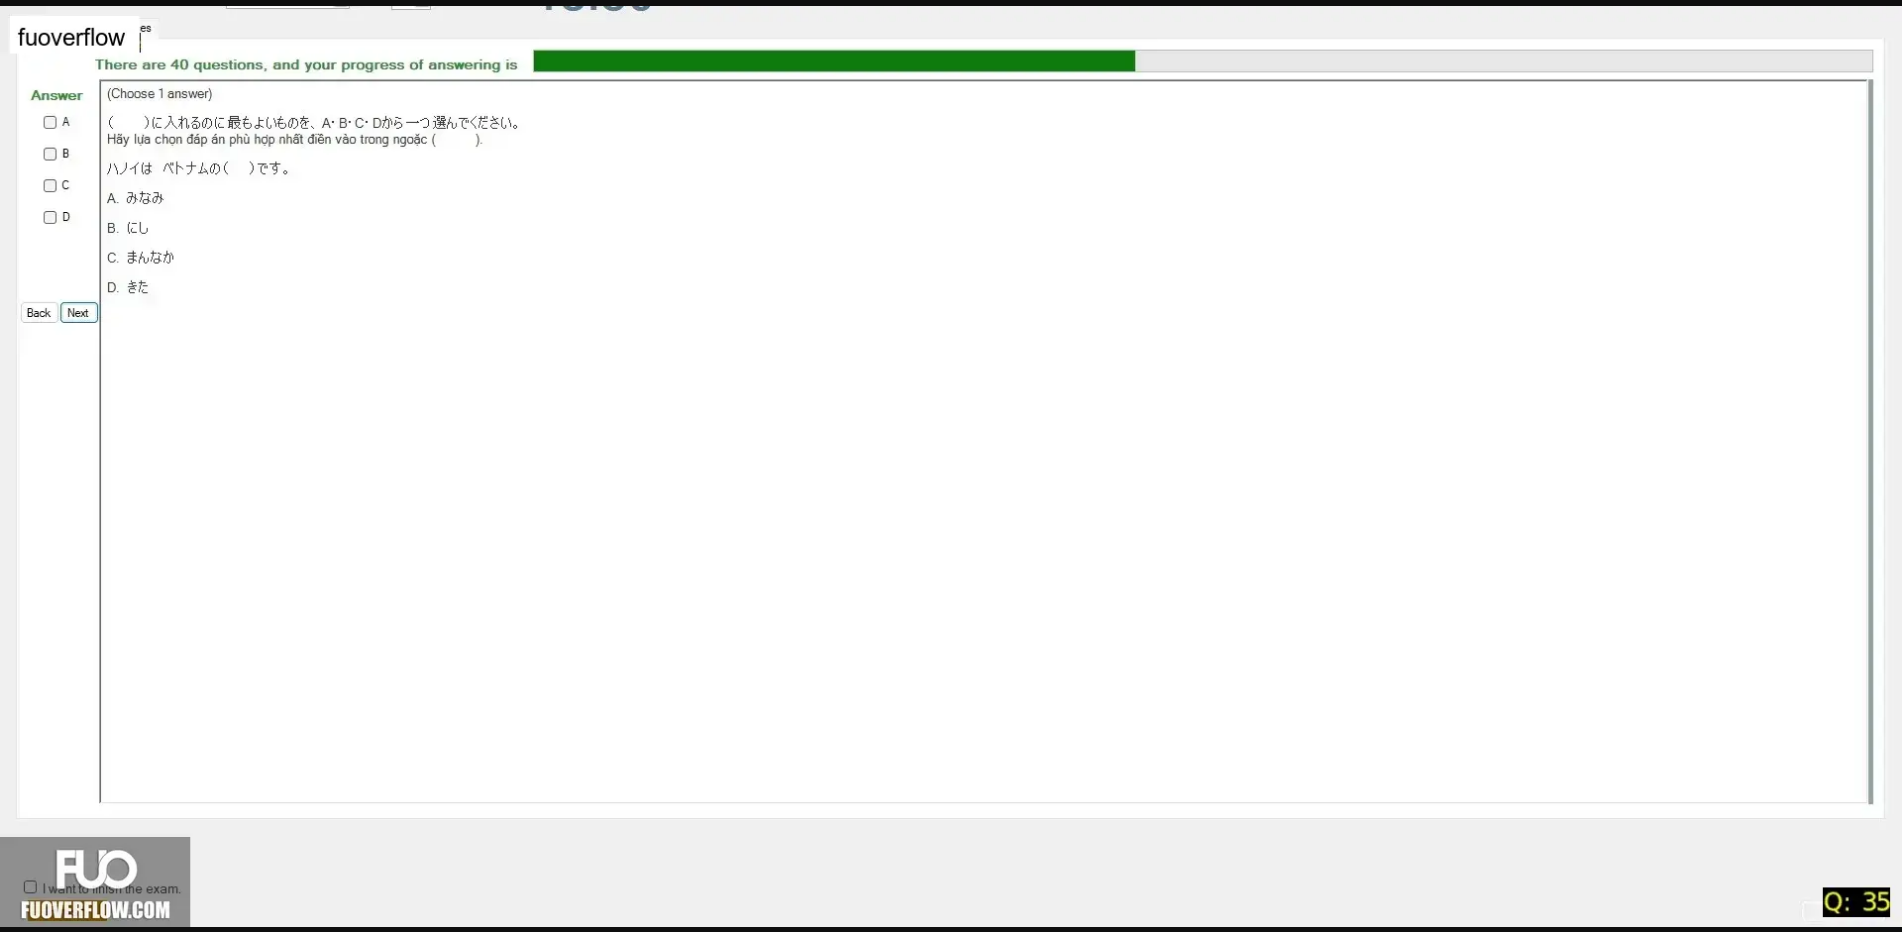 fuoverflow
es
There are 40 questions, and your progress of answering is
Answer
(Choose 1 answer)
A
B
C
D
( )に入れるのに最もよいものを、A・B・C・Dから一つ選んでください。
Hãy lựa chọn đáp án phù hợp nhất điền vào trong ngoặc ( ).
ハノイは ベトナムの( )です。
A. みなみ
B. にし
C. まんなか
D. きた
Back
Next
FUO
I want to finish the exam.
FUOVERFLOW.COM
Q: 35